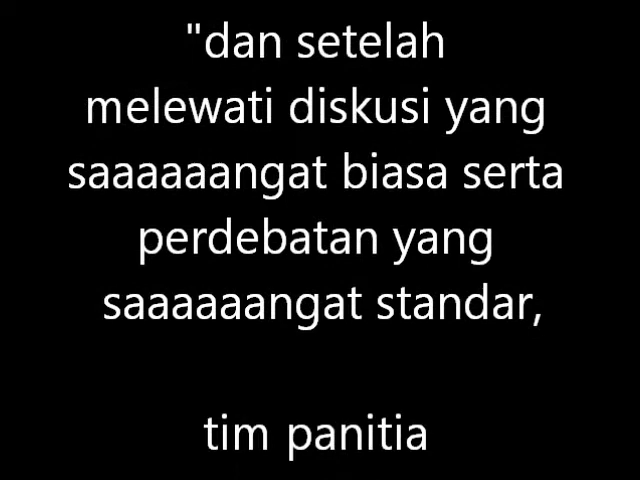 "dan setelah
melewati diskusi yang
saaaaaangat biasa serta
perdebatan yang
saaaaaangat standar,
tim panitia